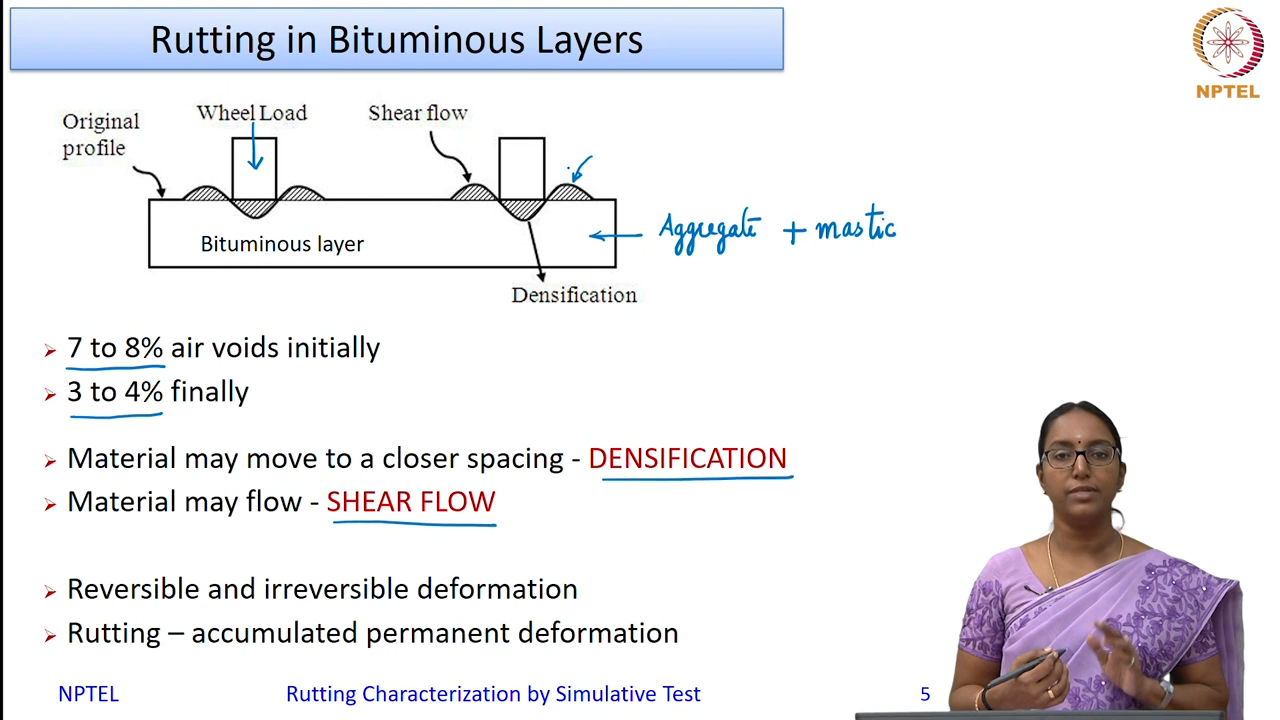 Rutting in Bituminous Layers
NPTEL
Original
profile
Wheel Load
Shear flow
Bituminous layer
Aggregate + mastic
Densification
7 to 8% air voids initially
3 to 4% finally
Material may move to a closer spacing - DENSIFICATION
Material may flow - SHEAR FLOW
Reversible and irreversible deformation
Rutting – accumulated permanent deformation
NPTEL
Rutting Characterization by Simulative Test
5